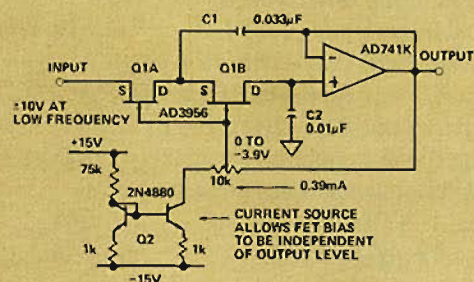 C1 0.033µF
AD741K
OUTPUT
INPUT
Q1A
Q1B
-
+
S D
S D
AD3956
C2
0.01µF
±10V AT
LOW FREQUENCY
0 TO
−3.9V
+15V
75k
2N4880
10k
0.39mA
Q2
1k
1k
CURRENT SOURCE
ALLOWS FET BIAS
TO BE INDEPENDENT
OF OUTPUT LEVEL
−15V